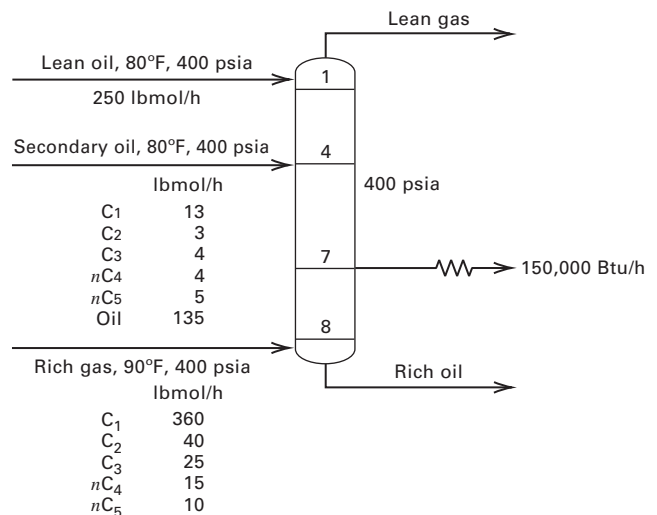 Lean gas
Lean oil, 80°F, 400 psia
1
250 lbmol/h
Secondary oil, 80°F, 400 psia
4
lbmol/h
400 psia
C1 13
C2 3
C3 4
nC4 4
nC5 5
Oil 135
7
150,000 Btu/h
8
Rich gas, 90°F, 400 psia
Rich oil
lbmol/h
C₁ 360
C₂ 40
C₃ 25
nC₄ 15
nC₅ 10